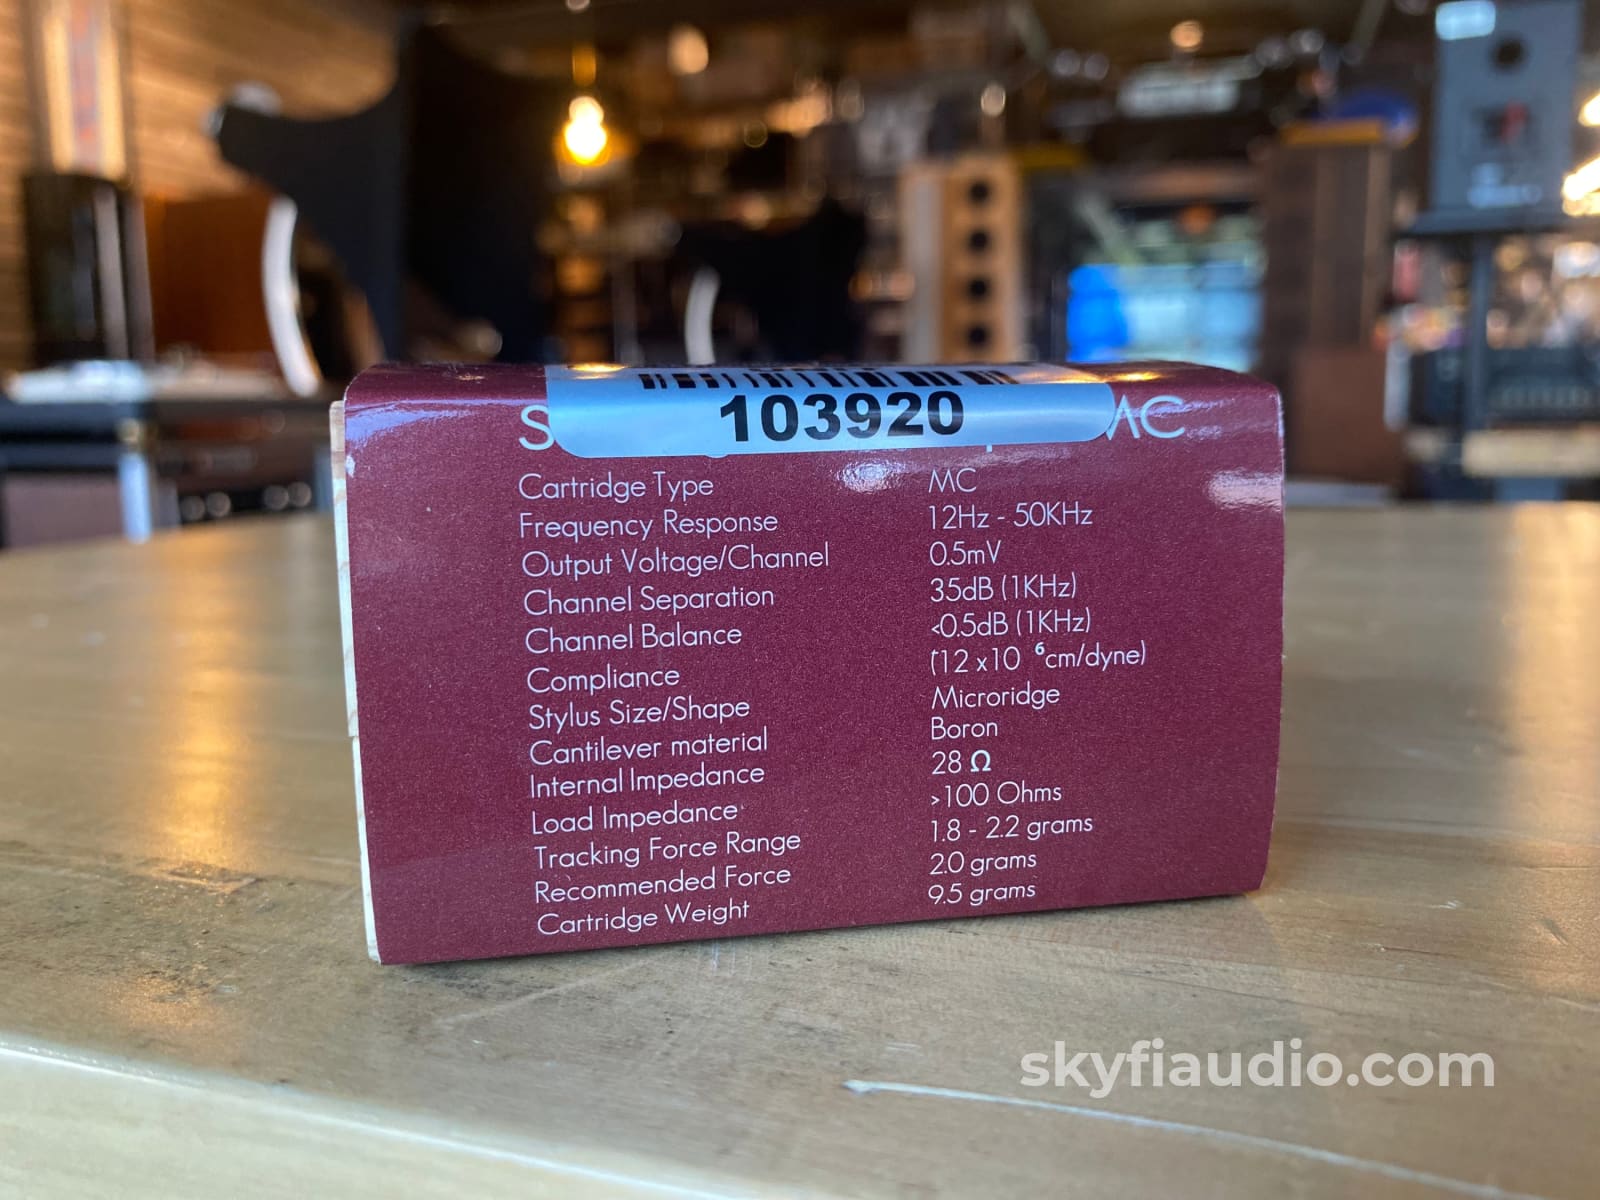 103920
S MC
Cartridge Type MC
Frequency Response 12Hz - 50KHz
Output Voltage/Channel 0.5mV
Channel Separation 35dB (1KHz)
Channel Balance <0.5dB (1KHz)
Compliance (12 x10 ⁶cm/dyne)
Stylus Size/Shape Microridge
Cantilever material Boron
Internal Impedance 28 Ω
Load Impedance >100 Ohms
Tracking Force Range 1.8 - 2.2 grams
Recommended Force 2.0 grams
Cartridge Weight 9.5 grams
skyfiaudio.com